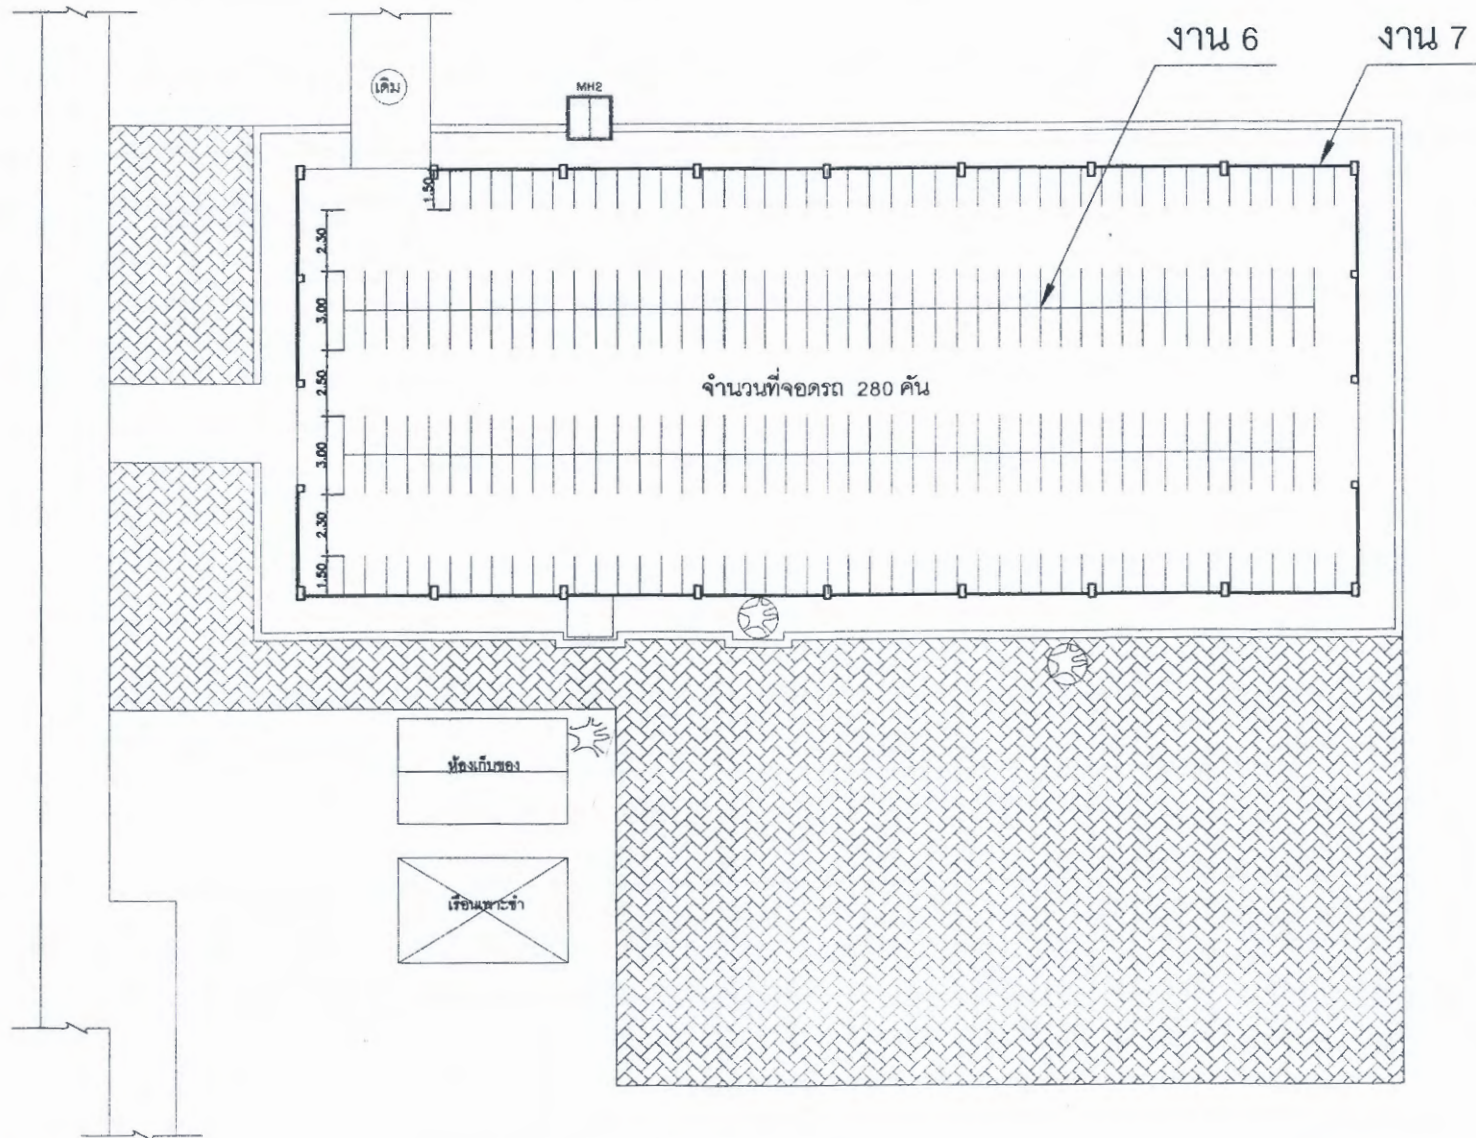 งาน 6
งาน 7
เดิม
MH2
1.50
2.30
3.00
2.50
3.00
2.30
1.50
จำนวนที่จอดรถ 280 คัน
ห้องเก็บของ
เรือนเพาะชำ